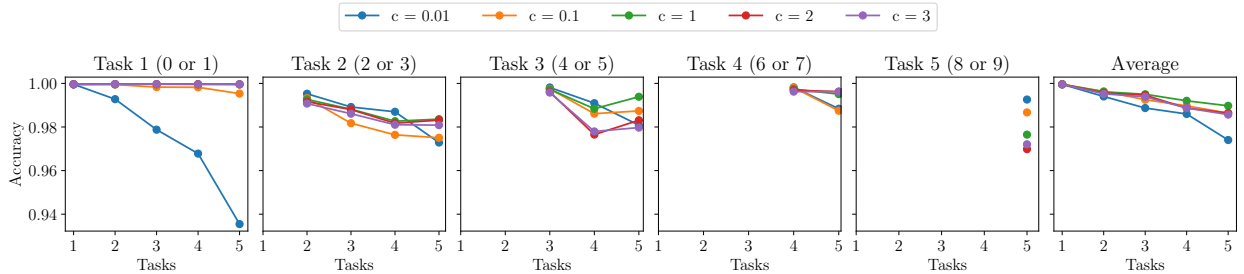 c = 0.01 c = 0.1 c = 1 c = 2 c = 3
Task 1 (0 or 1) Task 2 (2 or 3) Task 3 (4 or 5) Task 4 (6 or 7) Task 5 (8 or 9) Average
Accuracy
1.00
0.98
0.96
0.94
1 2 3 4 5 1 2 3 4 5 1 2 3 4 5 1 2 3 4 5 1 2 3 4 5 1 2 3 4 5
Tasks Tasks Tasks Tasks Tasks Tasks